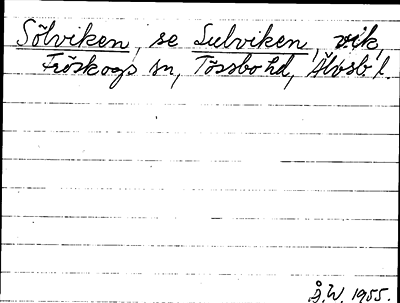 Sölviken, se Sulviken, vik,
Fröskogs sn, Tössbo hd, Älvsb. l.
Å.W. 1955.